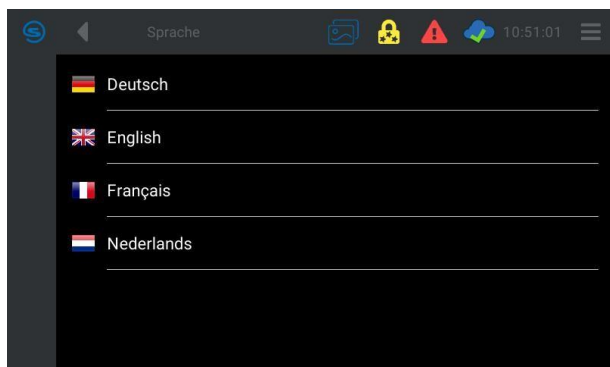 Sprache 10:51:01
Deutsch
English
Français
Nederlands